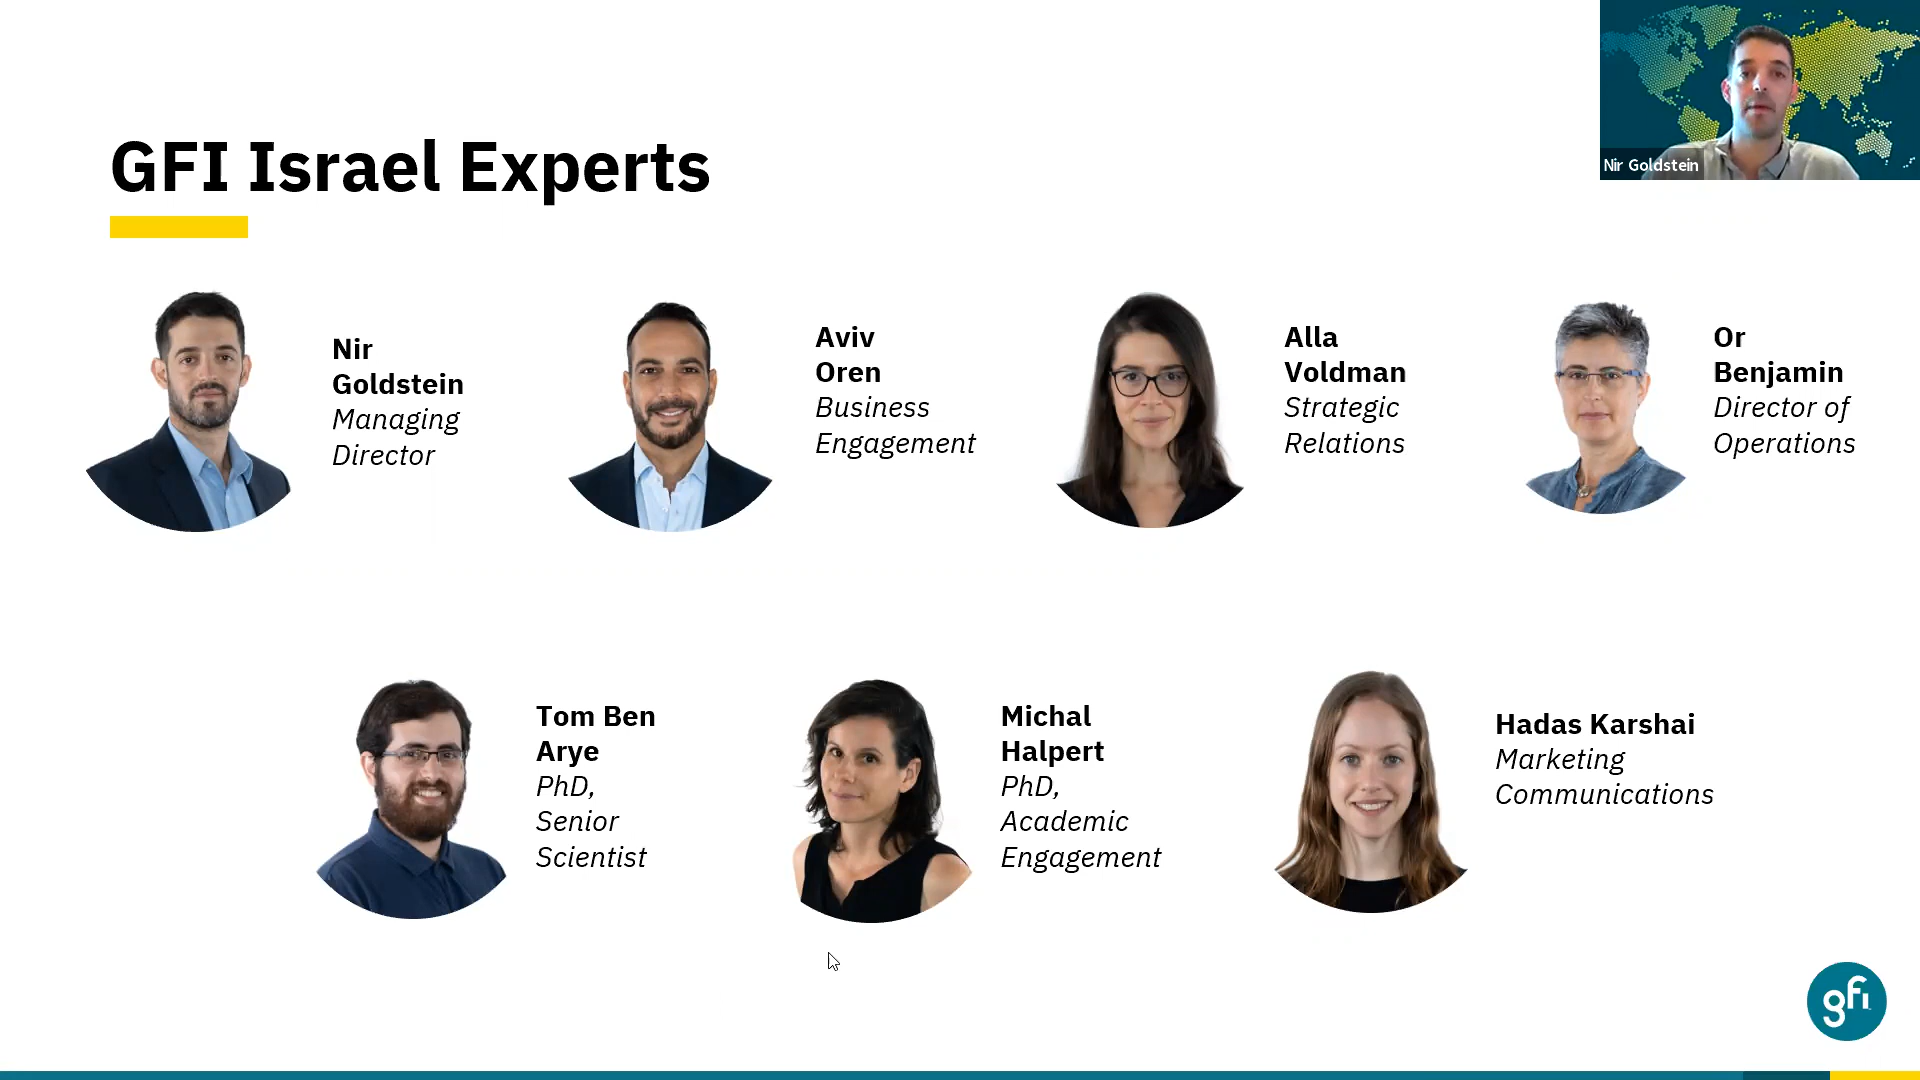 GFI Israel Experts
Nir Goldstein
Nir
Goldstein
Managing
Director
Aviv
Oren
Business
Engagement
Alla
Voldman
Strategic
Relations
Or
Benjamin
Director of
Operations
Tom Ben
Arye
PhD,
Senior
Scientist
Michal
Halpert
PhD,
Academic
Engagement
Hadas Karshai
Marketing
Communications
gfi